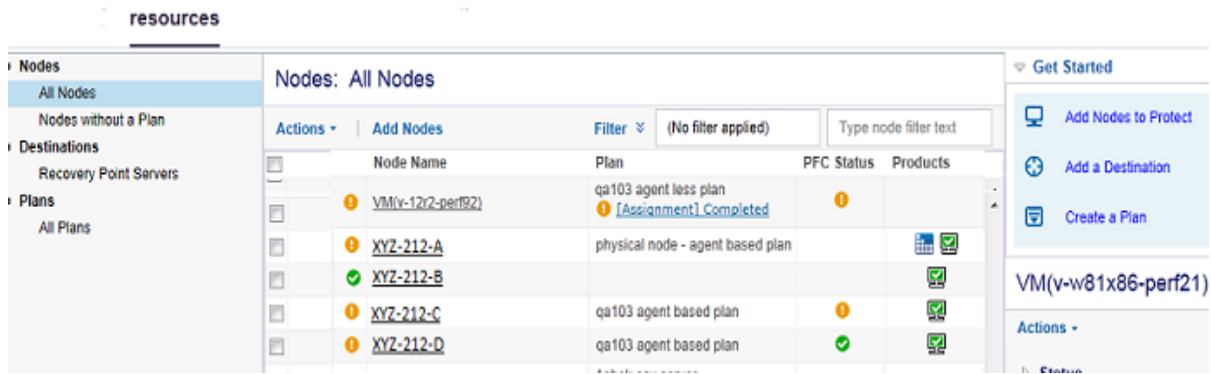 resources
Nodes
All Nodes
Nodes without a Plan
Destinations
Recovery Point Servers
Plans
All Plans
Nodes: All Nodes
Actions
Add Nodes
Filter
(No filter applied)
Type node filter text
Node Name Plan PFC Status Products
VM(v-12r2-perf92) qa103 agent less plan
[Assignment] Completed
XYZ-212-A physical node - agent based plan
XYZ-212-B
XYZ-212-C qa103 agent based plan
XYZ-212-D qa103 agent based plan
Get Started
Add Nodes to Protect
Add a Destination
Create a Plan
VM(v-w81x86-perf21)
Actions
Status